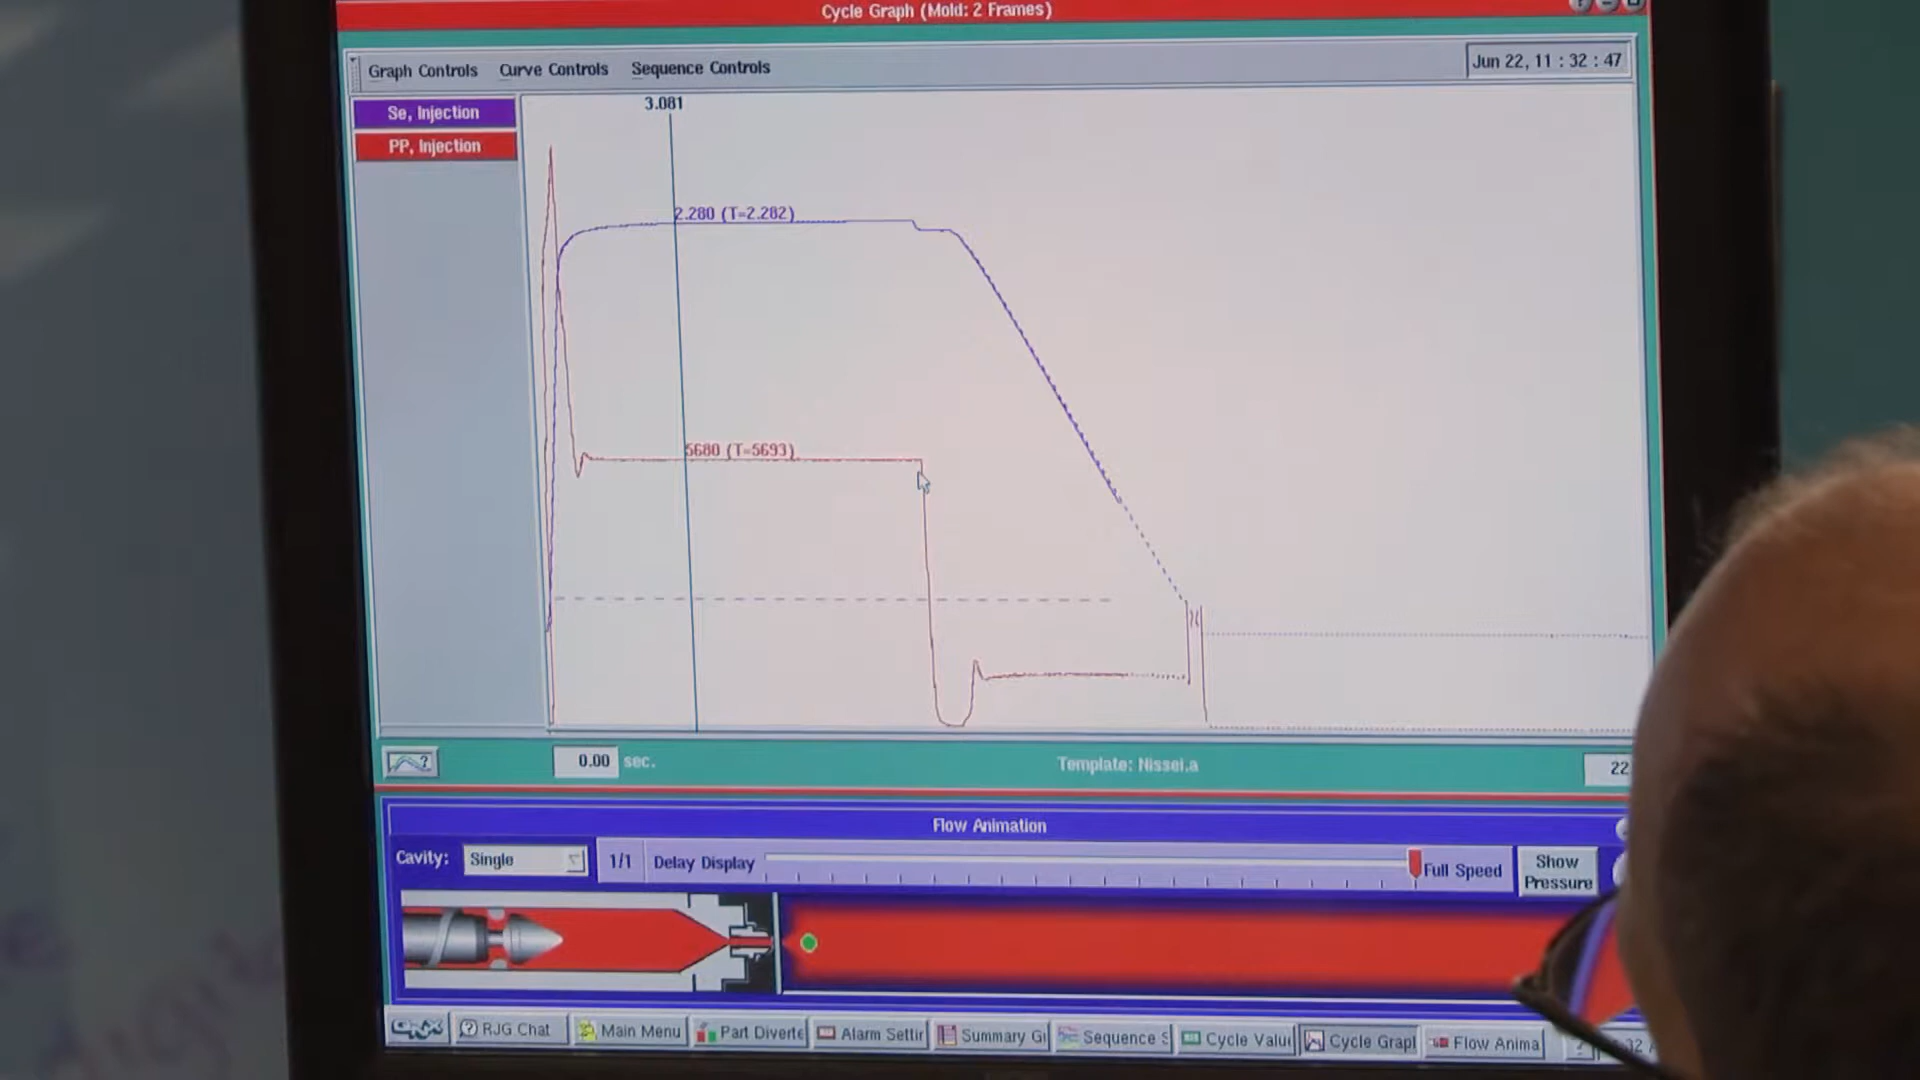 Cycle Graph (Mold: 2 Frames)
Graph Controls Curve Controls Sequence Controls
Jun 22, 11 : 32 : 47
Se, Injection
PP, Injection
3.081
2.280 (T=2.282)
5680 (T=5693)
0.00 sec.
Template: Nissei.a
22
Flow Animation
Cavity: Single 1/1 Delay Display Full Speed
Show
Pressure
RJG Chat Main Menu Part Diverte Alarm Settin Summary Gr Sequence S Cycle Valu Cycle Grap Flow Anima